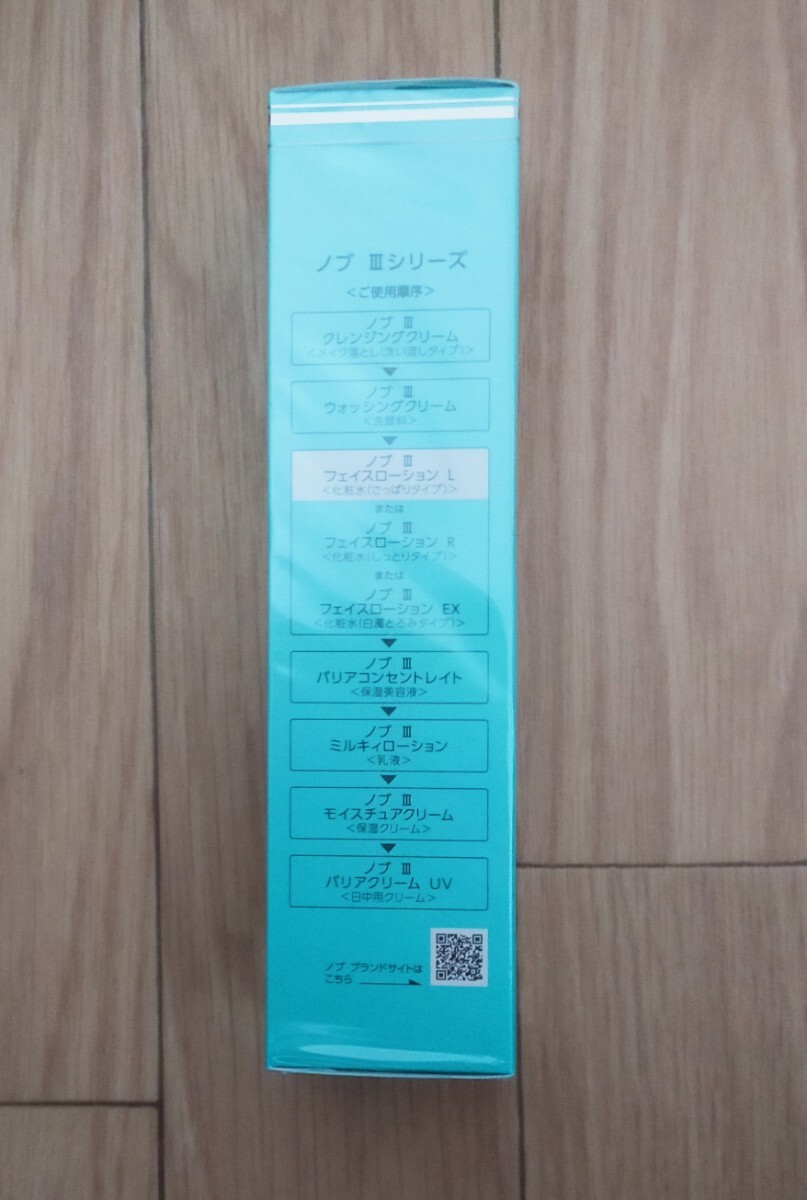 ノブ Ⅲシリーズ
＜ご使用順序＞
ノブ Ⅲ
クレンジングクリーム
＜メイク落とし(洗い流しタイプ)＞
ノブ Ⅲ
ウォッシングクリーム
＜洗顔料＞
ノブ Ⅲ
フェイスローション L
＜化粧水(さっぱりタイプ)＞
または
ノブ Ⅲ
フェイスローション R
＜化粧水(しっとりタイプ)＞
または
ノブ Ⅲ
フェイスローション EX
＜化粧水(白濁とろみタイプ)＞
ノブ Ⅲ
バリアコンセントレイト
＜保湿美容液＞
ノブ Ⅲ
ミルキィローション
＜乳液＞
ノブ Ⅲ
モイスチュアクリーム
＜保湿クリーム＞
ノブ Ⅲ
バリアクリーム UV
＜日中用クリーム＞
ノブ ブランドサイトは
こちら